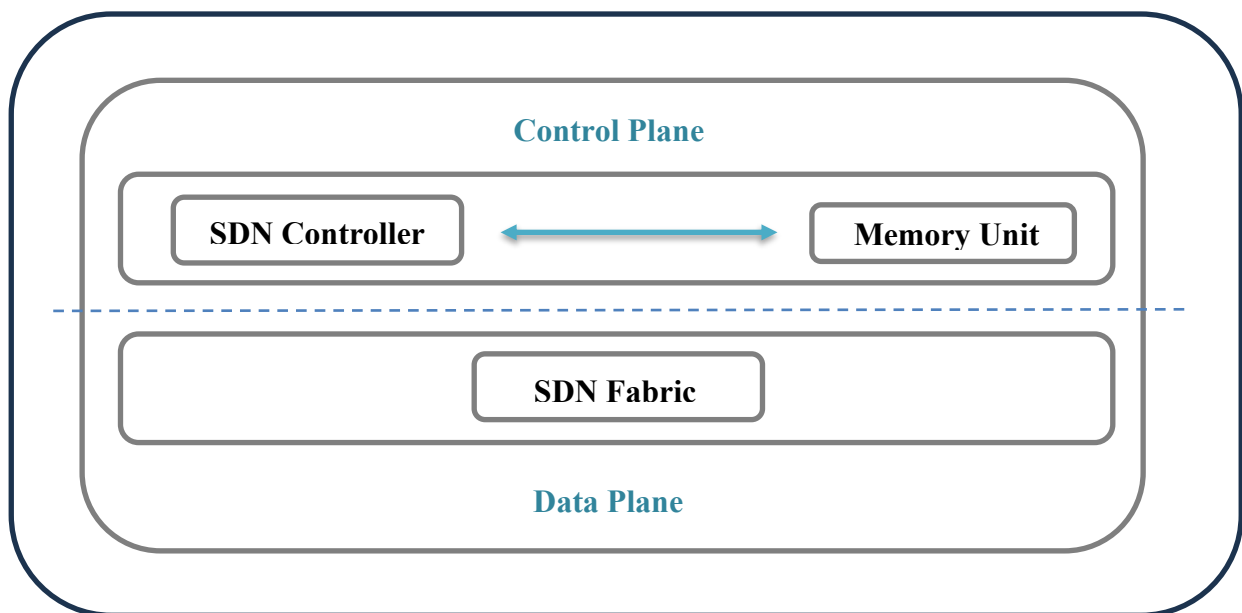 Control Plane
SDN Controller
Memory Unit
SDN Fabric
Data Plane